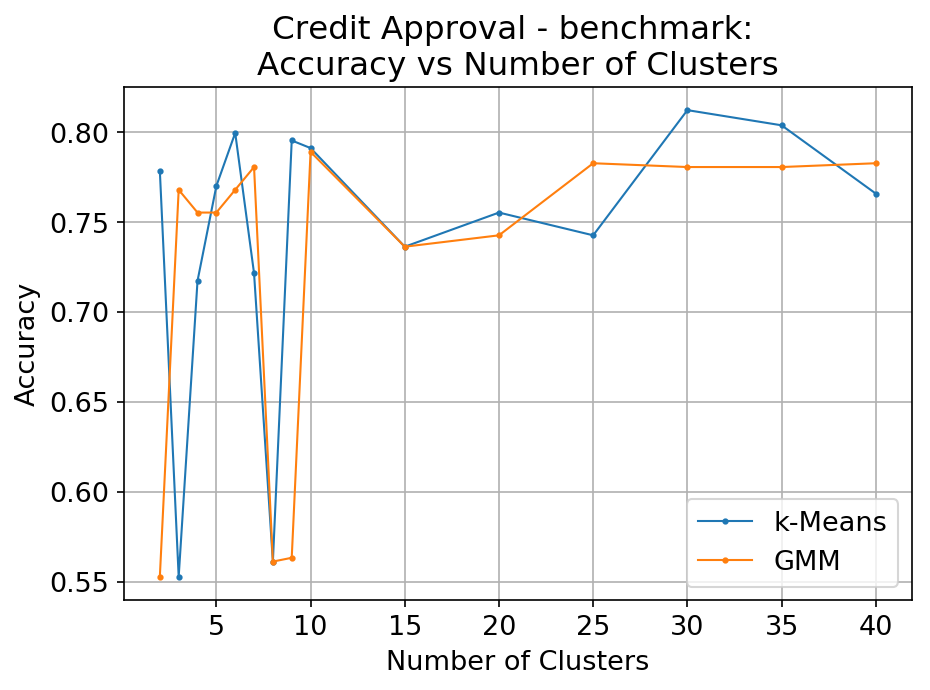 Credit Approval - benchmark:
Accuracy vs Number of Clusters
Accuracy
0.80
0.75
0.70
0.65
0.60
0.55
k-Means
GMM
5 10 15 20 25 30 35 40
Number of Clusters